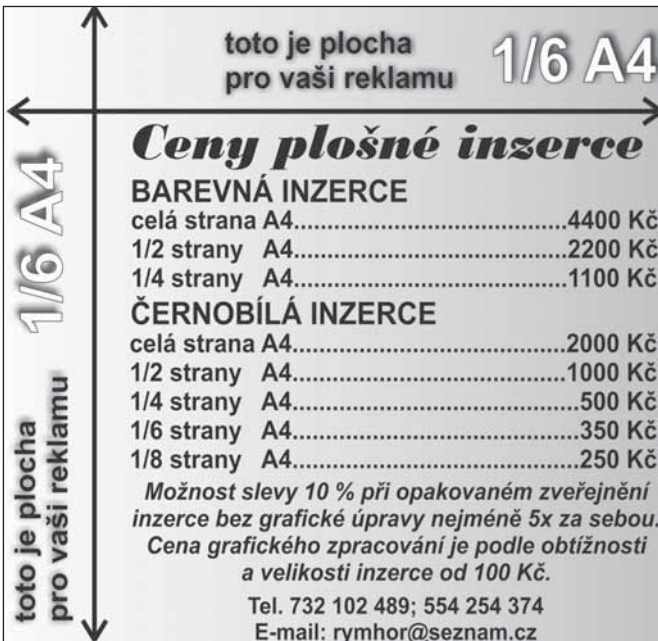 toto je plocha
pro vaši reklamu
1/6 A4
1/6 A4
toto je plocha
pro vaši reklamu
Ceny plošné inzerce
BAREVNÁ INZERCE
celá strana A4.......................................4400 Kč
1/2 strany A4.......................................2200 Kč
1/4 strany A4.......................................1100 Kč
ČERNOBÍLÁ INZERCE
celá strana A4.......................................2000 Kč
1/2 strany A4.......................................1000 Kč
1/4 strany A4.........................................500 Kč
1/6 strany A4.........................................350 Kč
1/8 strany A4.........................................250 Kč
Možnost slevy 10 % při opakovaném zveřejnění
inzerce bez grafické úpravy nejméně 5x za sebou.
Cena grafického zpracování je podle obtížnosti
a velikosti inzerce od 100 Kč.
Tel. 732 102 489; 554 254 374
E-mail: rymhor@seznam.cz